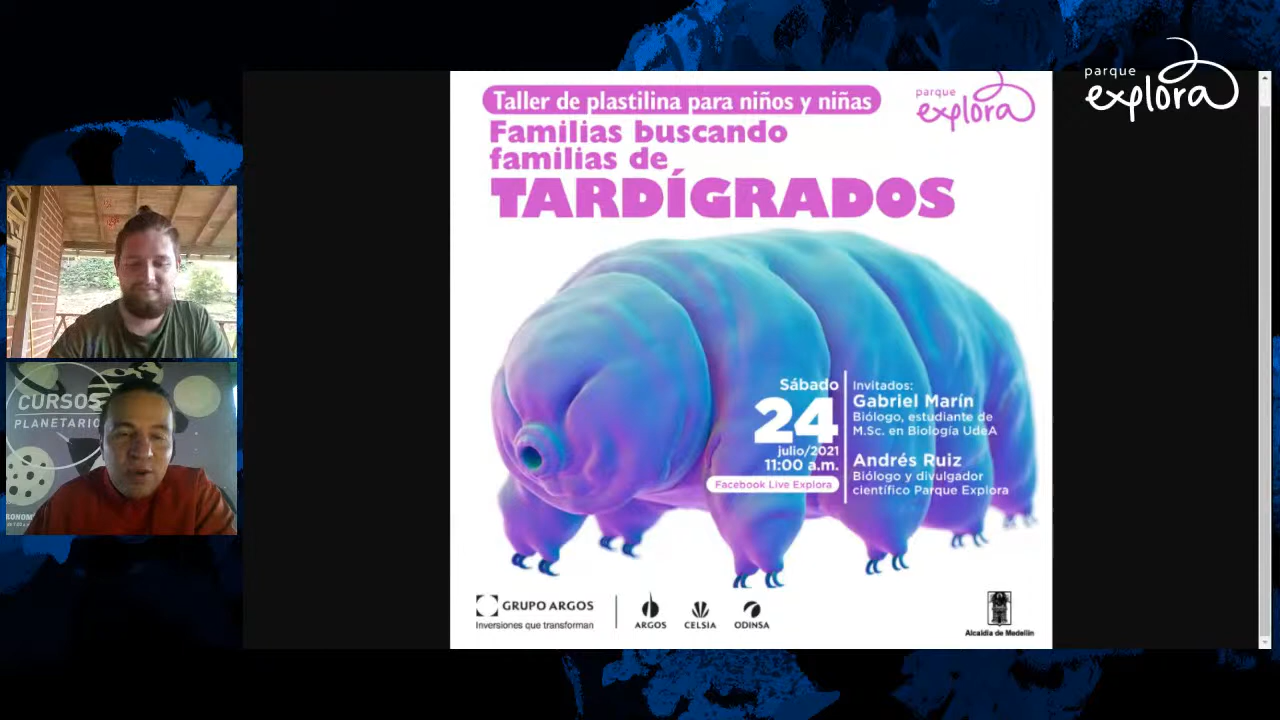 parque
explora
Taller de plastilina para niños y niñas
Familias buscando
familias de
TARDÍGRADOS
parque
explora
Sábado
24
julio/2021
11:00 a.m.
Facebook Live Explora
Invitados:
Gabriel Marín
Biólogo, estudiante de
M.Sc. en Biología UdeA
Andrés Ruiz
Biólogo y divulgador
científico Parque Explora
CURSOS
PLANETARIO
GRUPO ARGOS
Inversiones que transforman
ARGOS
CELSIA
ODINSA
Alcaldía de Medellín